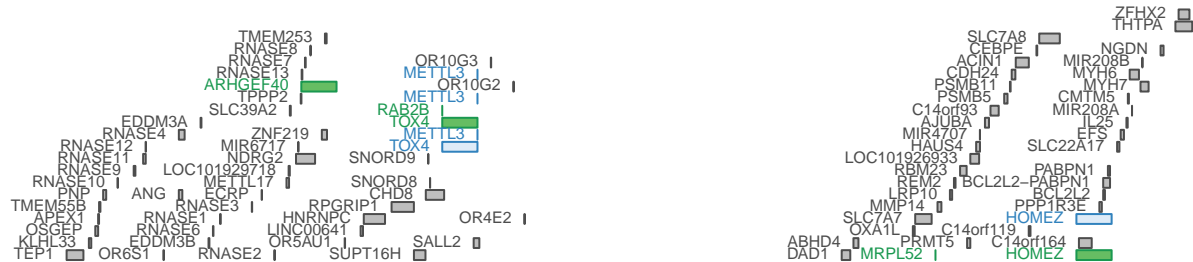 ZFHX2
THTPA
TMEM253 SLC7A8
RNASE8 CEBPE NGDN
RNASE7 OR10G3 ACIN1 MIR208B
RNASE13 METTL3 CDH24 MYH6
ARHGEF40 OR10G2 PSMB11 MYH7
TPPP2 METTL3 PSMB5 CMTM5
SLC39A2 RAB2B C14orf93 MIR208A
EDDM3A TOX4 AJUBA IL25
RNASE4 ZNF219 METTL3 MIR4707 EFS
RNASE12 MIR6717 TOX4 HAUS4 SLC22A17
RNASE11 NDRG2 SNORD9 LOC101926933
RNASE9 LOC101929718 RBM23 PABPN1
RNASE10 METTL17 SNORD8 REM2 BCL2L2−PABPN1
PNP ANG ECRP CHD8 LRP10 BCL2L2
TMEM55B RNASE3 RPGRIP1 MMP14 PPP1R3E
APEX1 RNASE1 HNRNPC OR4E2 SLC7A7 HOMEZ
OSGEP RNASE6 LINC00641 OXA1L C14orf119
KLHL33 EDDM3B OR5AU1 SALL2 ABHD4 PRMT5 C14orf164
TEP1 OR6S1 RNASE2 SUPT16H DAD1 MRPL52 HOMEZ